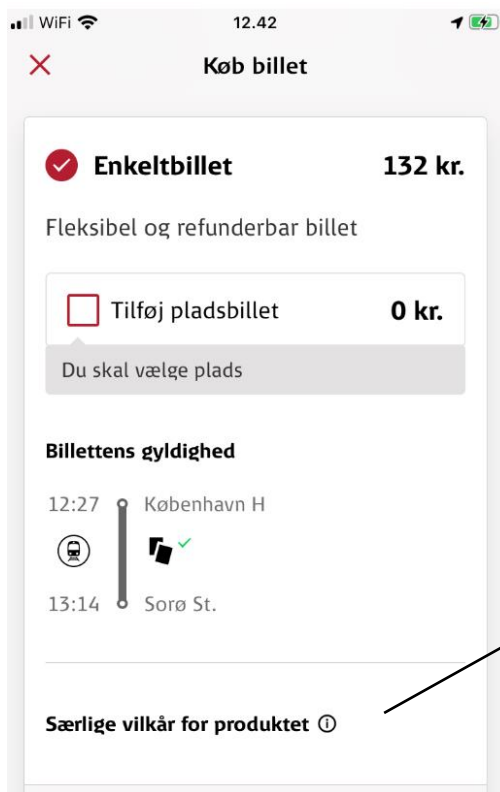 WiFi 12.42
Køb billet
Enkeltbillet 132 kr.
Fleksibel og refunderbar billet
Tilføj pladsbillet 0 kr.
Du skal vælge plads
Billettens gyldighed
12:27 København H
13:14 Sorø St.
Særlige vilkår for produktet